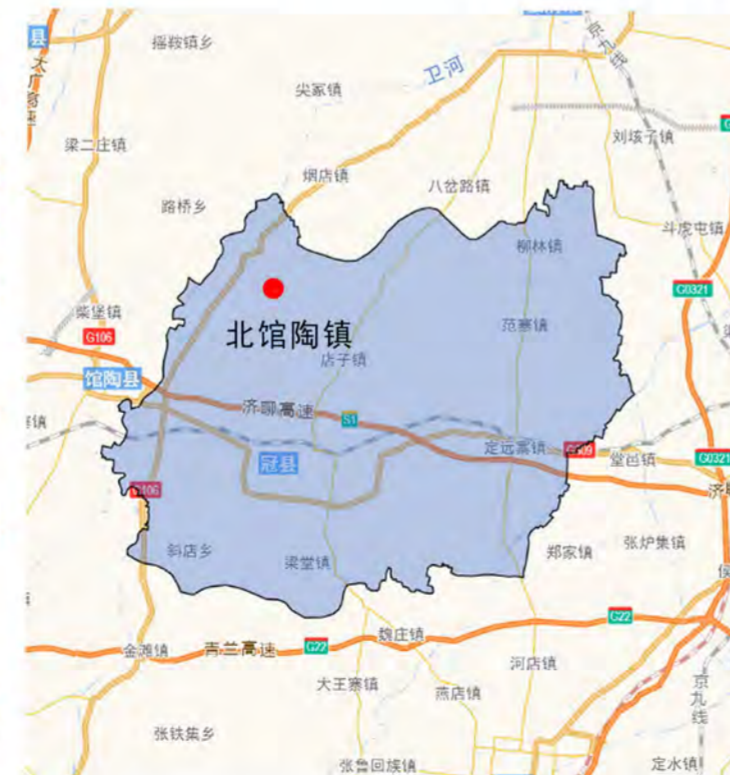 县
摇鞍镇乡
京九线
大广高速
卫河
尖冢镇
刘垓子镇
梁二庄镇
烟店镇
八岔路镇
路桥乡
斗虎屯镇
柳林镇
G0321
柴堡镇
范寨镇
G106
北馆陶镇
店子镇
馆陶县
济聊高速
S1
定远寨镇
G309
堂邑镇
G0321
冠县
G106
斜店乡
梁堂镇
郑家镇
张炉集镇
金滩镇
青兰高速
G22
魏庄镇
G22
河店镇
大王寨镇
燕店镇
京九线
张铁集乡
张鲁回族镇
定水镇